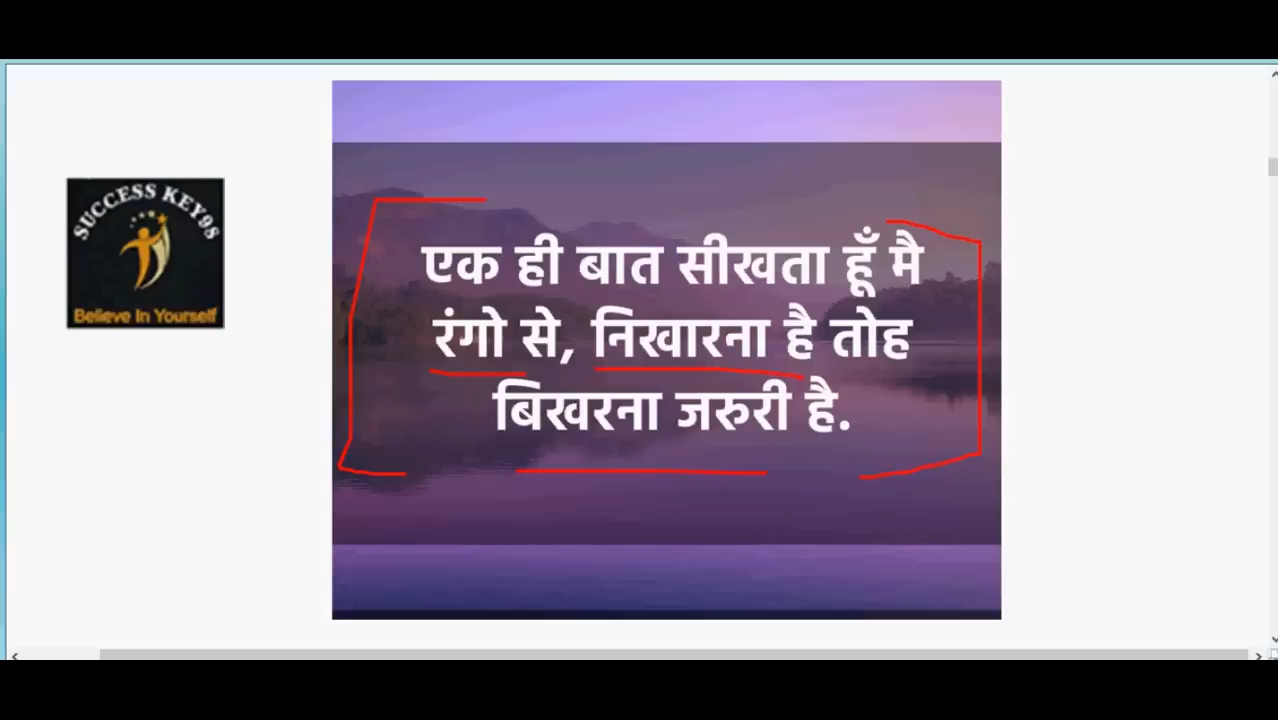 SUCCESS KEY98
Believe In Yourself
एक ही बात सीखता हूँ मै
रंगो से, निखारना है तोह
बिखरना जरुरी है.